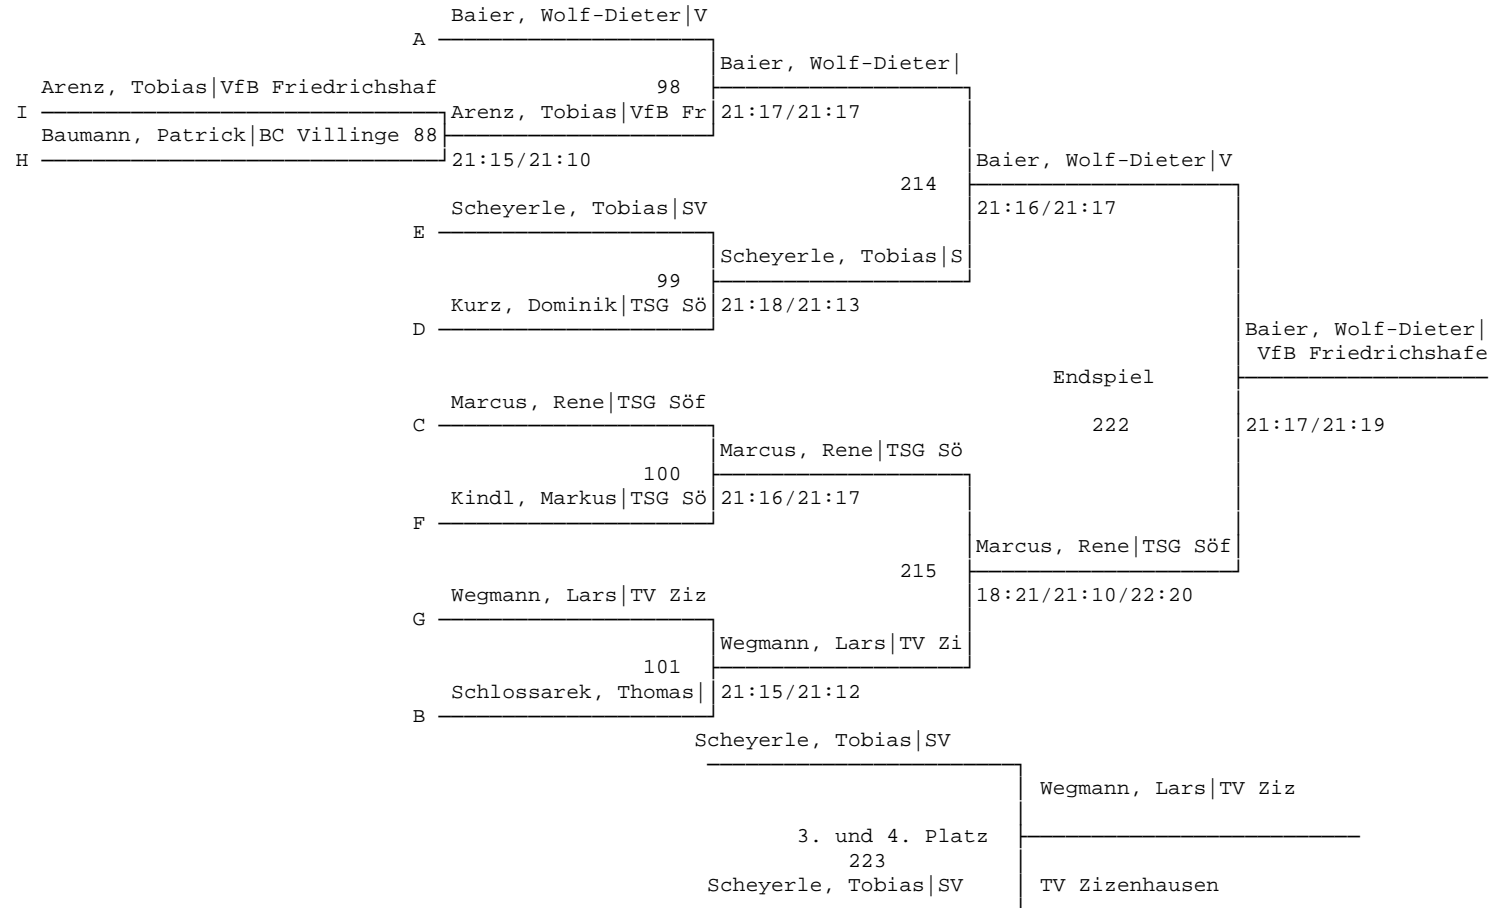 Baier, Wolf-Dieter|V
A
Baier, Wolf-Dieter|
Arenz, Tobias|VfB Friedrichshaf 98
I Arenz, Tobias|VfB Fr 21:17/21:17
Baumann, Patrick|BC Villinge 88
H 21:15/21:10 Baier, Wolf-Dieter|V
214
Scheyerle, Tobias|SV 21:16/21:17
E
Scheyerle, Tobias|S
99
Kurz, Dominik|TSG Sö 21:18/21:13
D Baier, Wolf-Dieter|
VfB Friedrichshafe
Endspiel
Marcus, Rene|TSG Söf
C 222 21:17/21:19
Marcus, Rene|TSG Sö
100
Kindl, Markus|TSG Sö 21:16/21:17
F
Marcus, Rene|TSG Söf
215
Wegmann, Lars|TV Ziz 18:21/21:10/22:20
G
Wegmann, Lars|TV Zi
101
Schlossarek, Thomas| 21:15/21:12
B
Scheyerle, Tobias|SV
Wegmann, Lars|TV Ziz
3. und 4. Platz
223
Scheyerle, Tobias|SV TV Zizenhausen